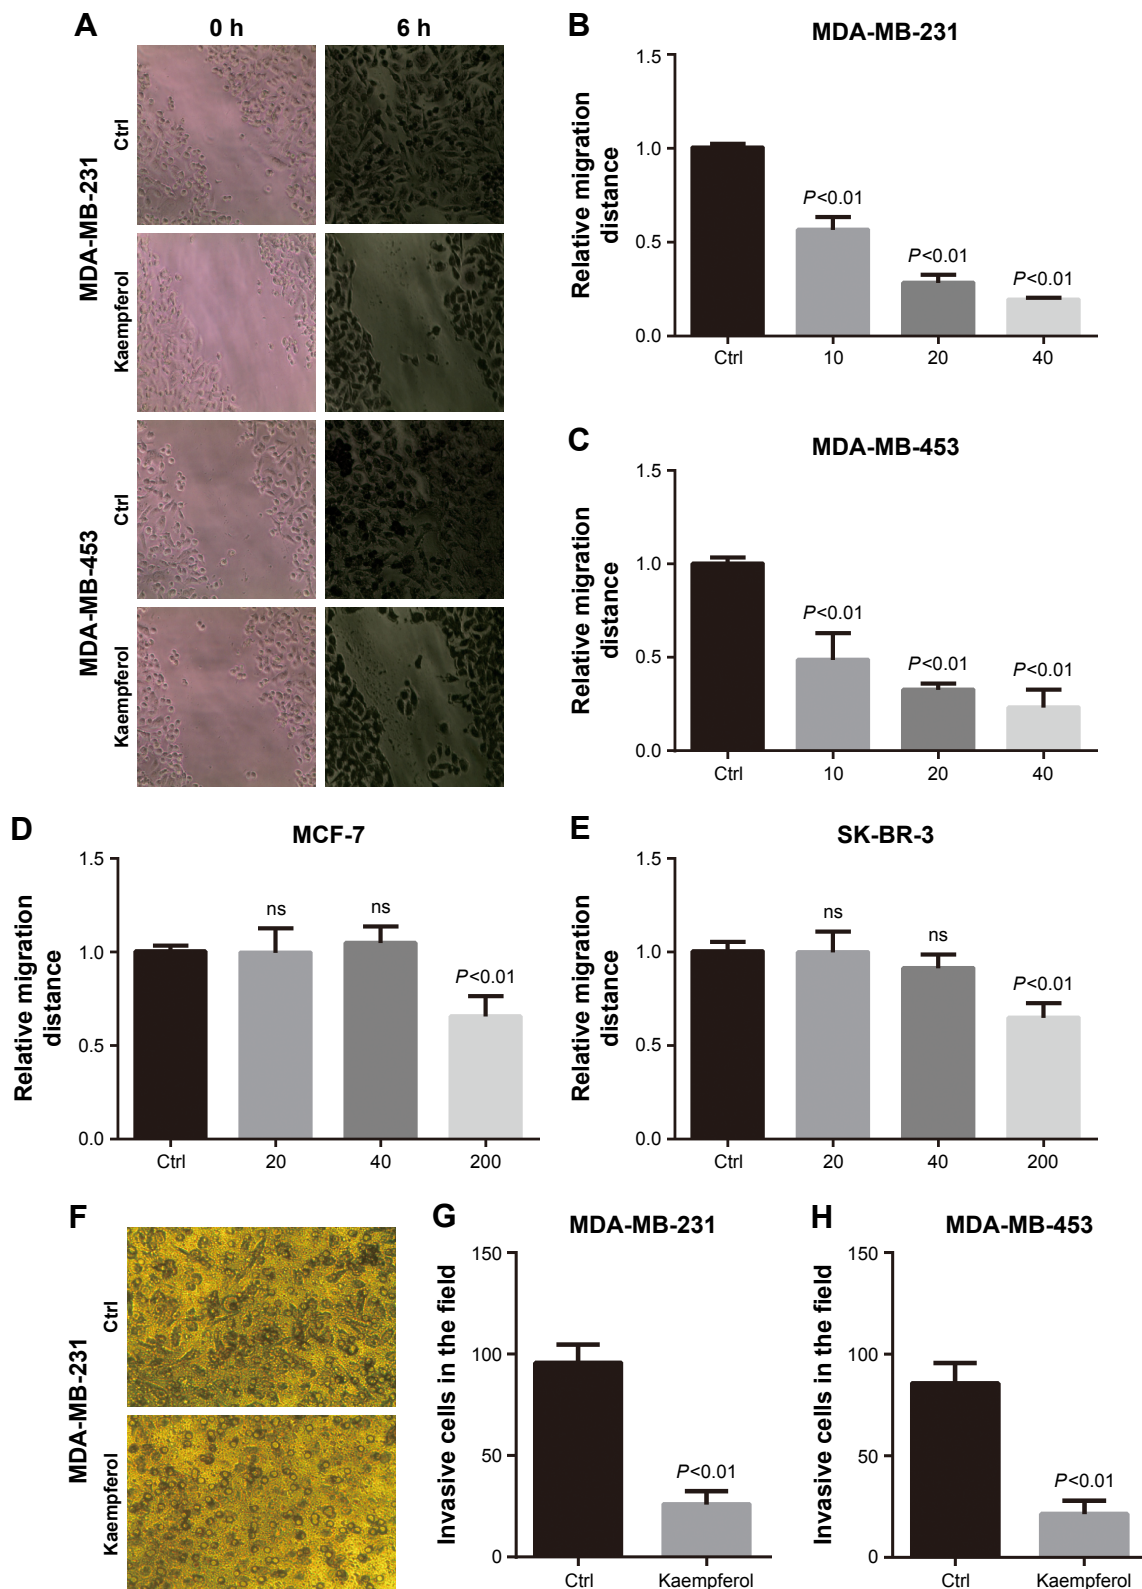 A
0 h
6 h
MDA-MB-231
Ctrl
Kaempferol
MDA-MB-453
Ctrl
Kaempferol
B
MDA-MB-231
Relative migration
distance
1.5
1.0
0.5
0.0
P<0.01
P<0.01
P<0.01
Ctrl
10
20
40
C
MDA-MB-453
Relative migration
distance
1.5
1.0
0.5
0.0
P<0.01
P<0.01
P<0.01
Ctrl
10
20
40
D
MCF-7
Relative migration
distance
1.5
1.0
0.5
0.0
ns
ns
P<0.01
Ctrl
20
40
200
E
SK-BR-3
Relative migration
distance
1.5
1.0
0.5
0.0
ns
ns
P<0.01
Ctrl
20
40
200
F
MDA-MB-231
Ctrl
Kaempferol
G
MDA-MB-231
Invasive cells in the field
150
100
50
0
P<0.01
Ctrl
Kaempferol
H
MDA-MB-453
Invasive cells in the field
150
100
50
0
P<0.01
Ctrl
Kaempferol